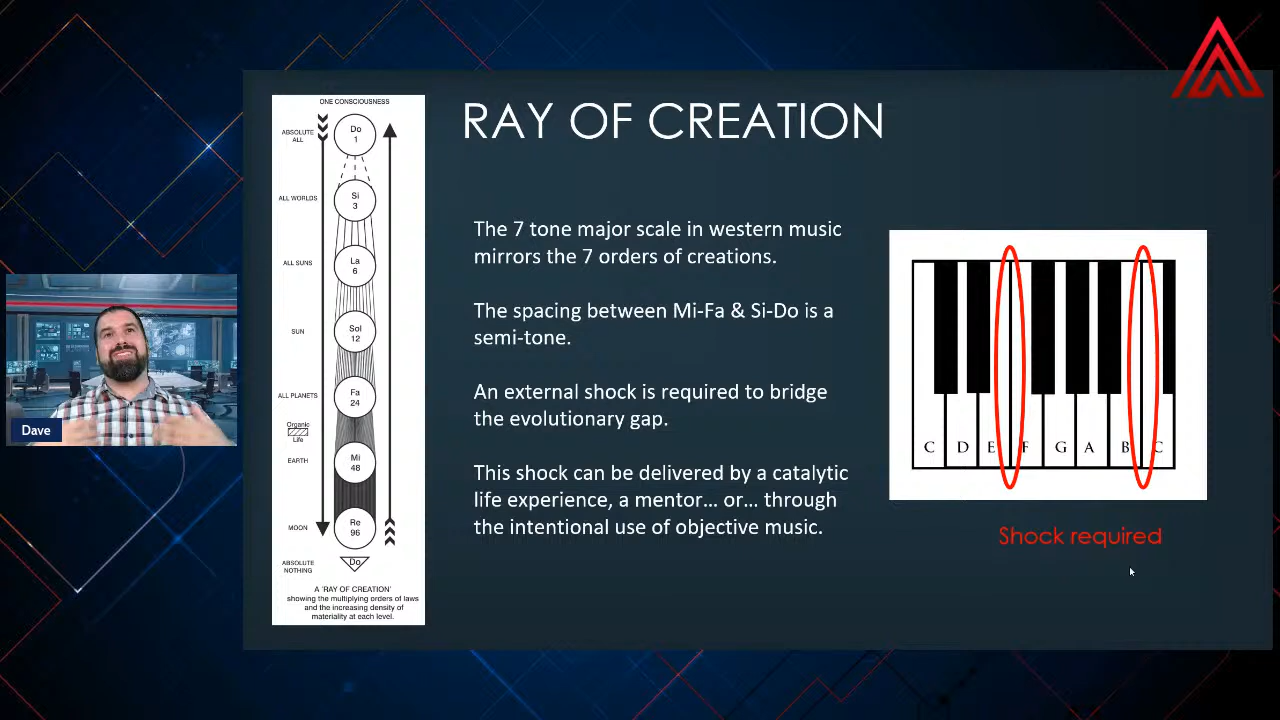 RAY OF CREATION
ONE CONSCIOUSNESS
ABSOLUTE
ALL
Do
1
ALL WORLDS
Si
3
ALL SUNS
La
6
SUN
Sol
12
ALL PLANETS
Fa
24
Organic
Life
EARTH
Mi
48
MOON
Re
96
ABSOLUTE
NOTHING
Do
A 'RAY OF CREATION'
showing the multiplying orders of laws
and the increasing density of
materiality at each level.
The 7 tone major scale in western music
mirrors the 7 orders of creations.
The spacing between Mi-Fa & Si-Do is a
semi-tone.
An external shock is required to bridge
the evolutionary gap.
This shock can be delivered by a catalytic
life experience, a mentor... or... through
the intentional use of objective music.
C D E F G A B C
Shock required
Dave